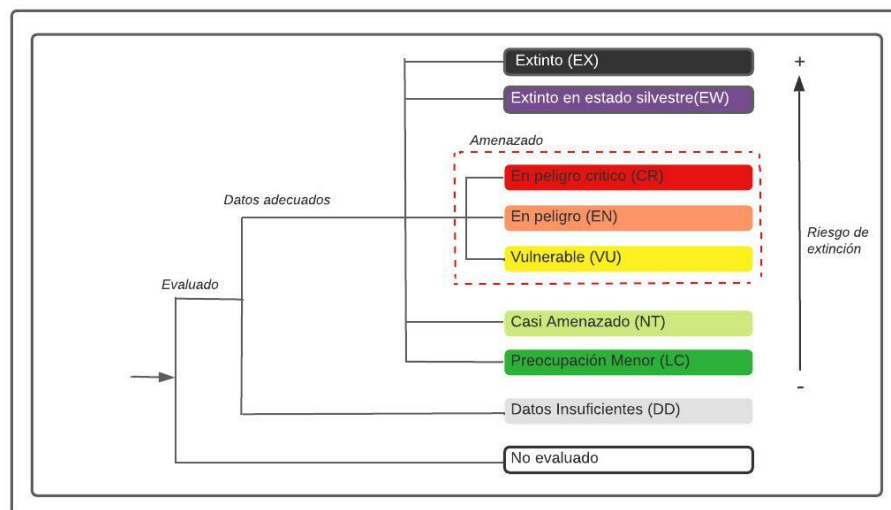 Extinto (EX)
+
Extinto en estado silvestre(EW)
Amenazado
En peligro critico (CR)
Datos adecuados
En peligro (EN)
Riesgo de
extinción
Vulnerable (VU)
Evaluado
Casi Amenazado (NT)
Preocupación Menor (LC)
-
Datos Insuficientes (DD)
No evaluado